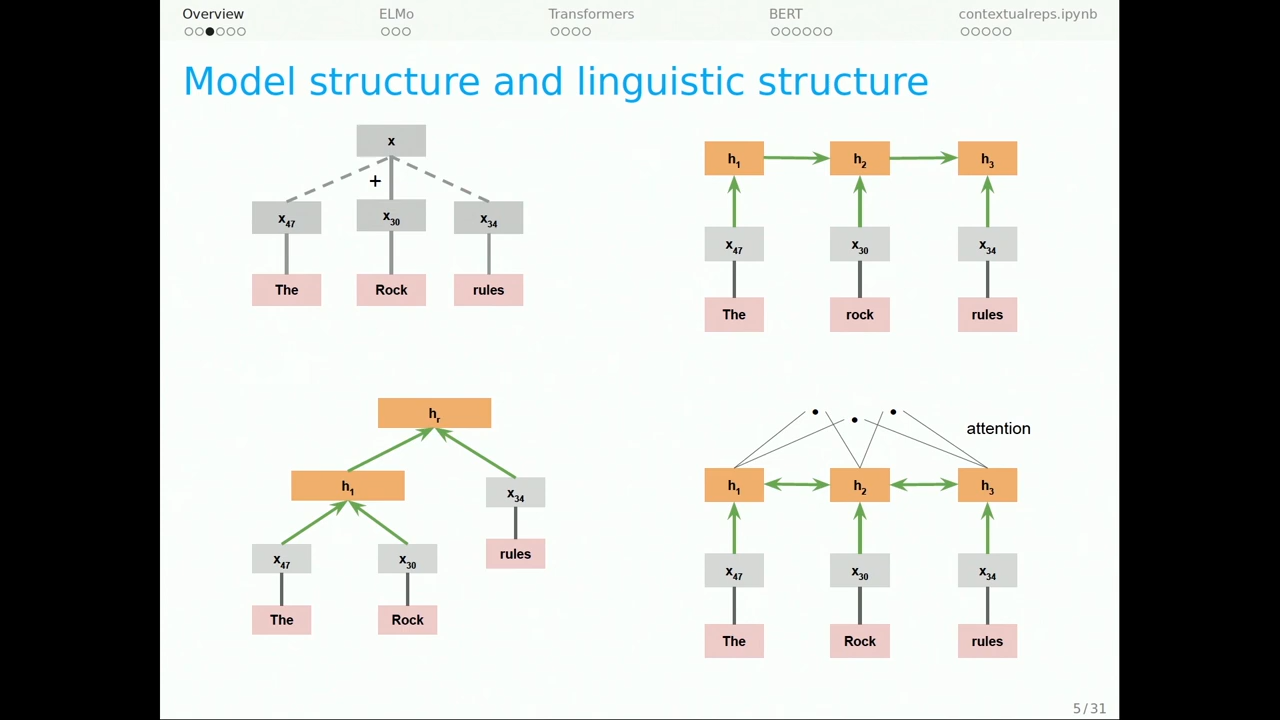 Overview ELMo Transformers BERT contextualreps.ipynb
Model structure and linguistic structure
x
+
x47 x30 x34
The Rock rules
h1 h2 h3
x47 x30 x34
The rock rules
hr
h1 x34
rules
x47 x30
The Rock
attention
h1 h2 h3
x47 x30 x34
The Rock rules
5/31